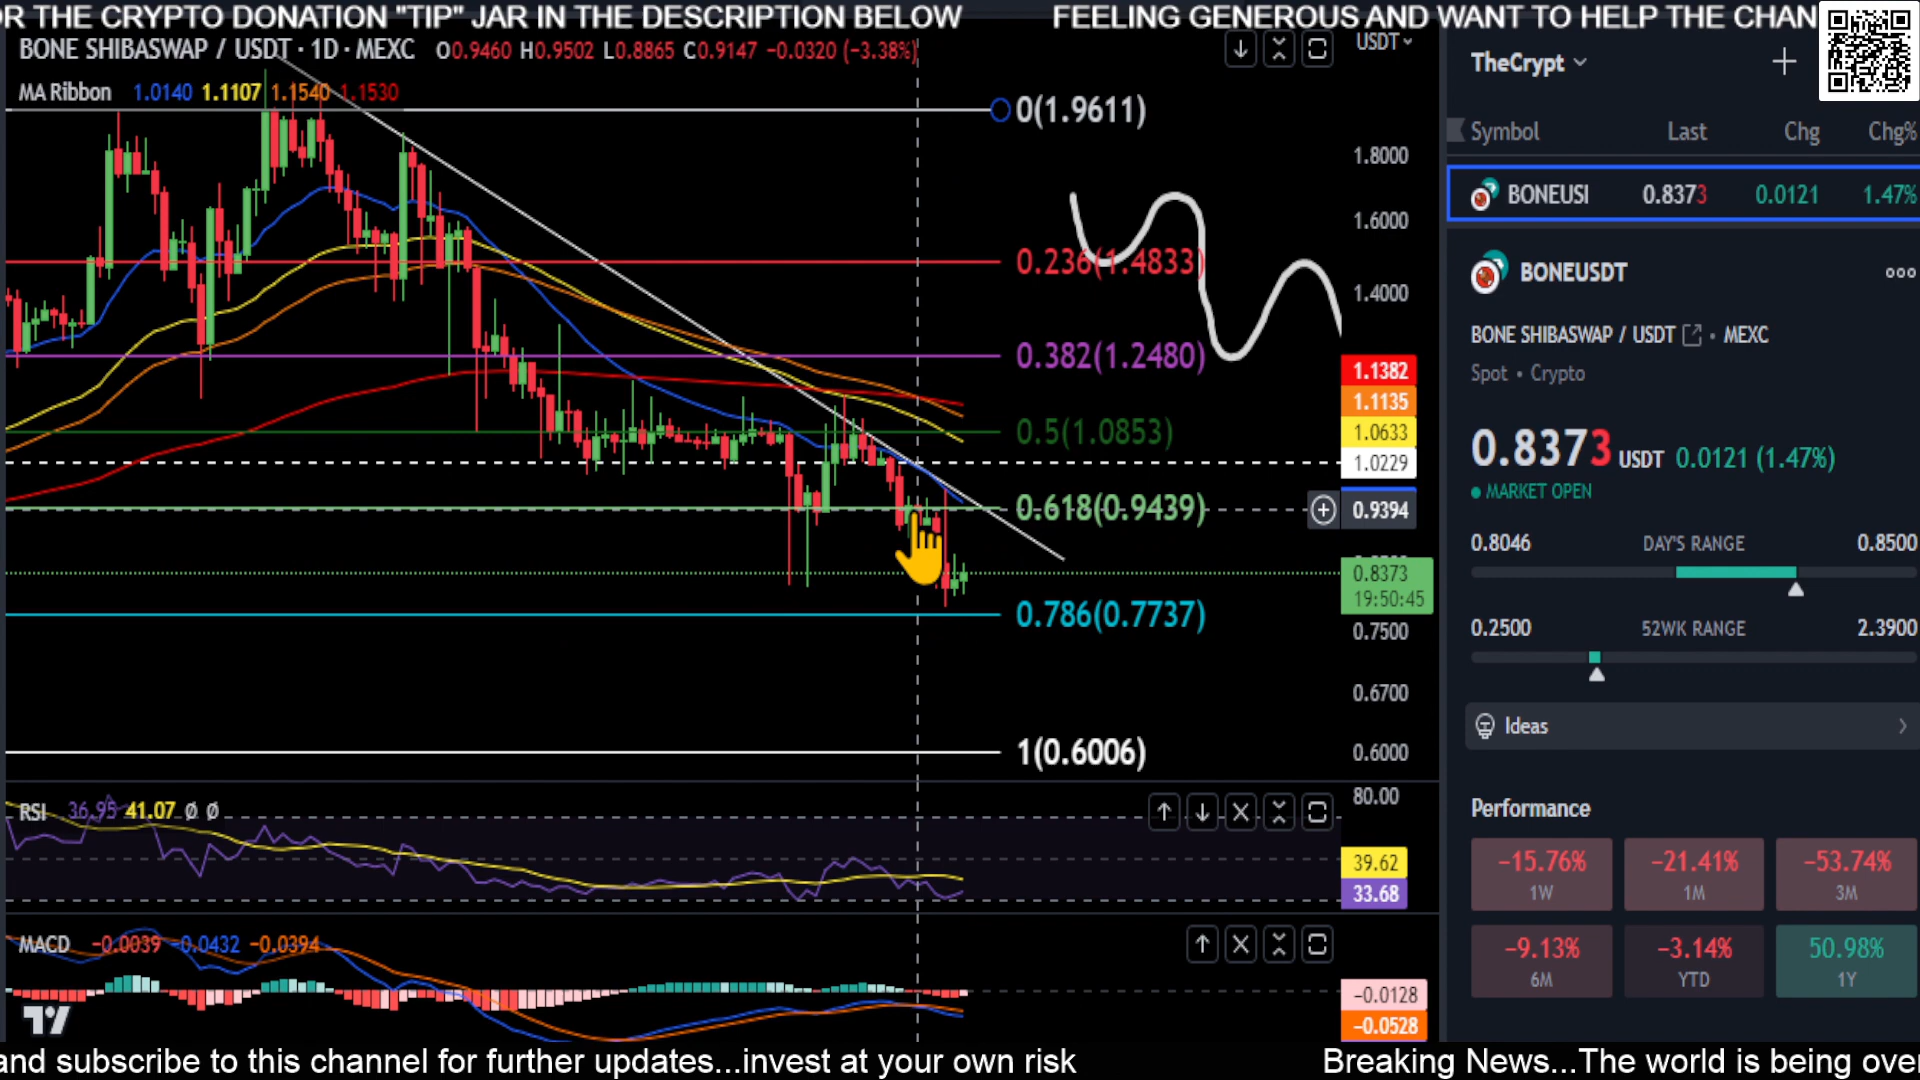 OR THE CRYPTO DONATION "TIP" JAR IN THE DESCRIPTION BELOW FEELING GENEROUS AND WANT TO HELP THE CHAN
BONE SHIBASWAP / USDT · 1D · MEXC O0.9460 H0.9502 L0.8865 C0.9147 −0.0320 (−3.38%)
USDT
MA Ribbon 1.0140 1.1107 1.1540 1.1530
0(1.9611)
1.8000
1.6000
0.236(1.4833)
1.4000
0.382(1.2480)
1.1382
1.1135
0.5(1.0853)
1.0633
1.0229
0.618(0.9439)
0.9394
0.8373
19:50:45
0.786(0.7737)
0.7500
0.6700
1(0.6006)
0.6000
RSI 36.95 41.07 Ø Ø
80.00
39.62
33.68
MACD −0.0039 −0.0432 −0.0394
−0.0128
−0.0528
TheCrypt
Symbol Last Chg Chg%
BONEUSI 0.8373 0.0121 1.47%
BONEUSDT
BONE SHIBASWAP / USDT · MEXC
Spot • Crypto
0.8373 USDT 0.0121 (1.47%)
MARKET OPEN
0.8046 DAY'S RANGE 0.8500
0.2500 52WK RANGE 2.3900
Ideas
Performance
−15.76% −21.41% −53.74%
1W 1M 3M
−9.13% −3.14% 50.98%
6M YTD 1Y
and subscribe to this channel for further updates...invest at your own risk Breaking News...The world is being over